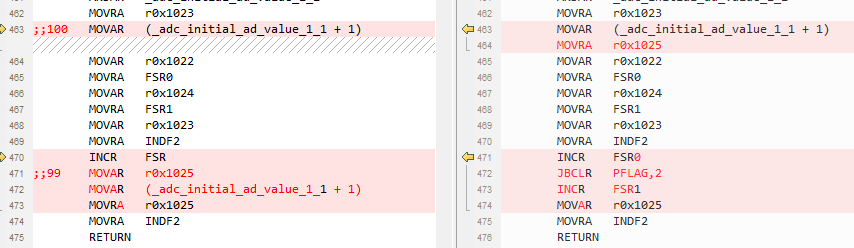 462 MOVRA r0x1023
463 ;;100 MOVAR (_adc_initial_ad_value_1_1 + 1)
464 MOVAR r0x1022
465 MOVRA FSR0
466 MOVAR r0x1024
467 MOVRA FSR1
468 MOVAR r0x1023
469 MOVRA INDF2
470 INCR FSR
471 ;;99 MOVAR r0x1025
472 MOVAR (_adc_initial_ad_value_1_1 + 1)
473 MOVRA r0x1025
474 MOVRA INDF2
475 RETURN
462 MOVRA r0x1023
463 MOVAR (_adc_initial_ad_value_1_1 + 1)
464 MOVRA r0x1025
465 MOVAR r0x1022
466 MOVRA FSR0
467 MOVAR r0x1024
468 MOVRA FSR1
469 MOVAR r0x1023
470 MOVRA INDF2
471 INCR FSR0
472 JBCLR PFLAG,2
473 INCR FSR1
474 MOVAR r0x1025
475 MOVRA INDF2
476 RETURN